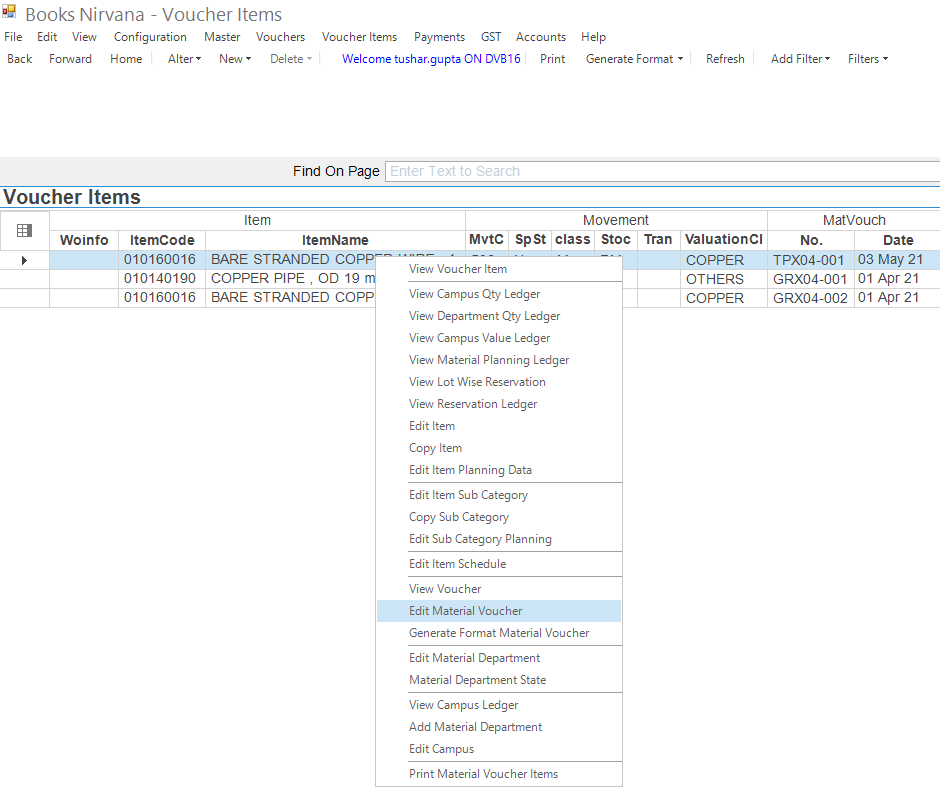 Books Nirvana - Voucher Items
File Edit View Configuration Master Vouchers Voucher Items Payments GST Accounts Help
Back Forward Home Alter New Delete Welcome tushar.gupta ON DVB16 Print Generate Format Refresh Add Filter Filters
Find On Page Enter Text to Search
Voucher Items
Item Movement MatVouch
Woinfo ItemCode ItemName MvtC SpSt class Stoc Tran ValuationCl No. Date
010160016 BARE STRANDED COPPER WIRE COPPER TPX04-001 03 May 21
010140190 COPPER PIPE , OD 19 m OTHERS GRX04-001 01 Apr 21
010160016 BARE STRANDED COPP COPPER GRX04-002 01 Apr 21
View Voucher Item
View Campus Qty Ledger
View Department Qty Ledger
View Campus Value Ledger
View Material Planning Ledger
View Lot Wise Reservation
View Reservation Ledger
Edit Item
Copy Item
Edit Item Planning Data
Edit Item Sub Category
Copy Sub Category
Edit Sub Category Planning
Edit Item Schedule
View Voucher
Edit Material Voucher
Generate Format Material Voucher
Edit Material Department
Material Department State
View Campus Ledger
Add Material Department
Edit Campus
Print Material Voucher Items